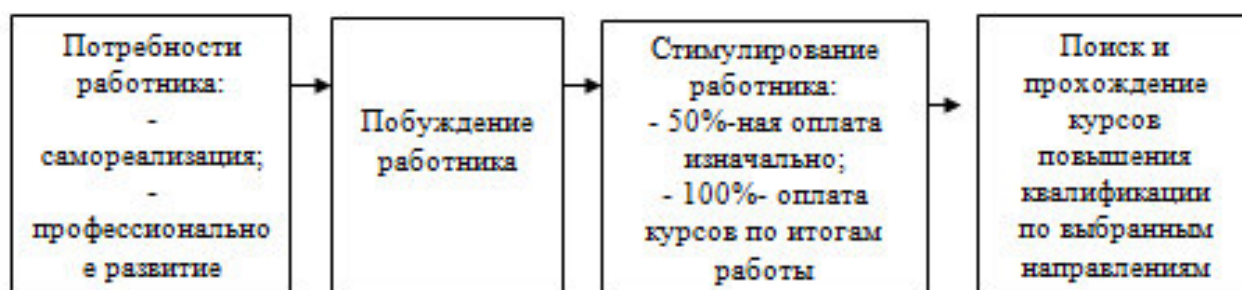 Потребности
работника:
-
самореализация;
-
профессионально
е развитие
Побуждение
работника
Стимулирование
работника:
- 50%-ная оплата
изначально;
- 100%- оплата
курсов по итогам
работы
Поиск и
прохождение
курсов
повышения
квалификации
по выбранным
направлениям